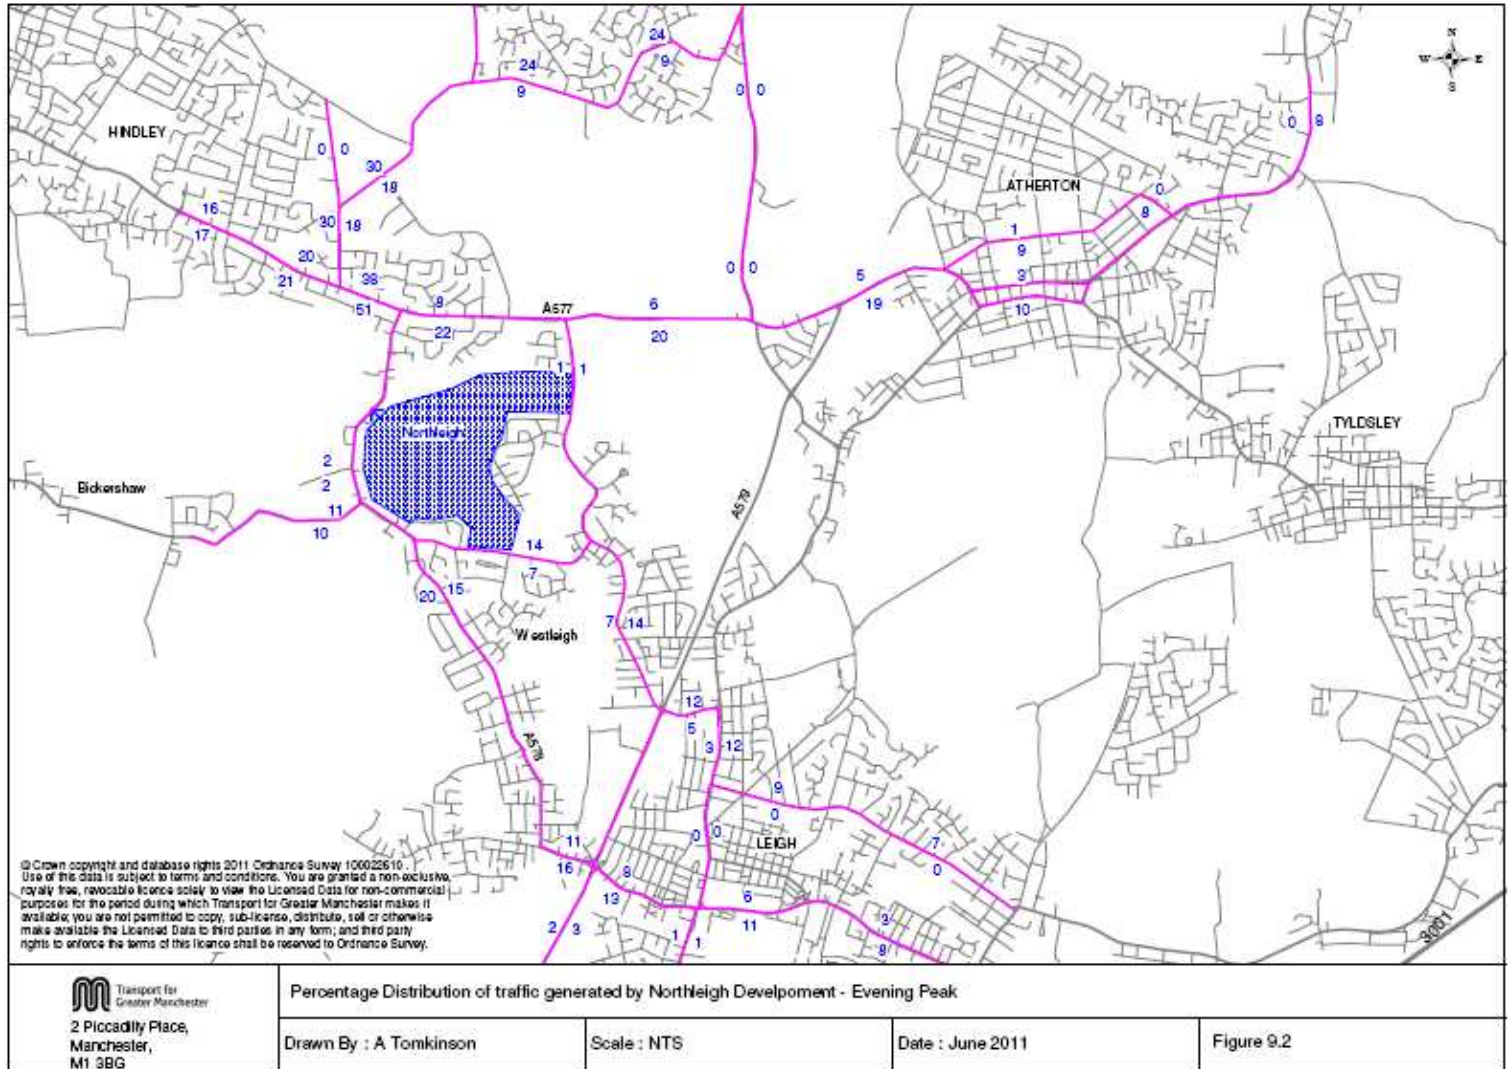 24
24
9
9
0 0
N
W E
S
HINDLEY
0 0
30
18
0 8
ATHERTON
0
8
16
17
30 18
1
9
20
21
38
51
0 0
5
19
3
10
8
22
A577
6
20
1 1
Northleigh
TYLDSLEY
2
2
Bickershaw
11
10
A579
14
7
20 15
Westleigh
7 14
12
5
3 12
A578
9
0
0 0
LEIGH
7
0
11
16
8
13
6
11
3
8
2 3
1 1
3001
© Crown copyright and database rights 2011 Ordnance Survey 100022610 .
Use of this data is subject to terms and conditions. You are granted a non-exclusive,
royalty free, revocable licence solely to view the Licensed Data for non-commercial
purposes for the period during which Transport for Greater Manchester makes it
available; you are not permitted to copy, sub-license, distribute, sell or otherwise
make available the Licensed Data to third parties in any form; and third party
rights to enforce the terms of this licence shall be reserved to Ordnance Survey.
Transport for
Greater Manchester
2 Piccadilly Place,
Manchester,
M1 3BG
Percentage Distribution of traffic generated by Northleigh Develpoment - Evening Peak
Drawn By : A Tomkinson
Scale : NTS
Date : June 2011
Figure 9.2